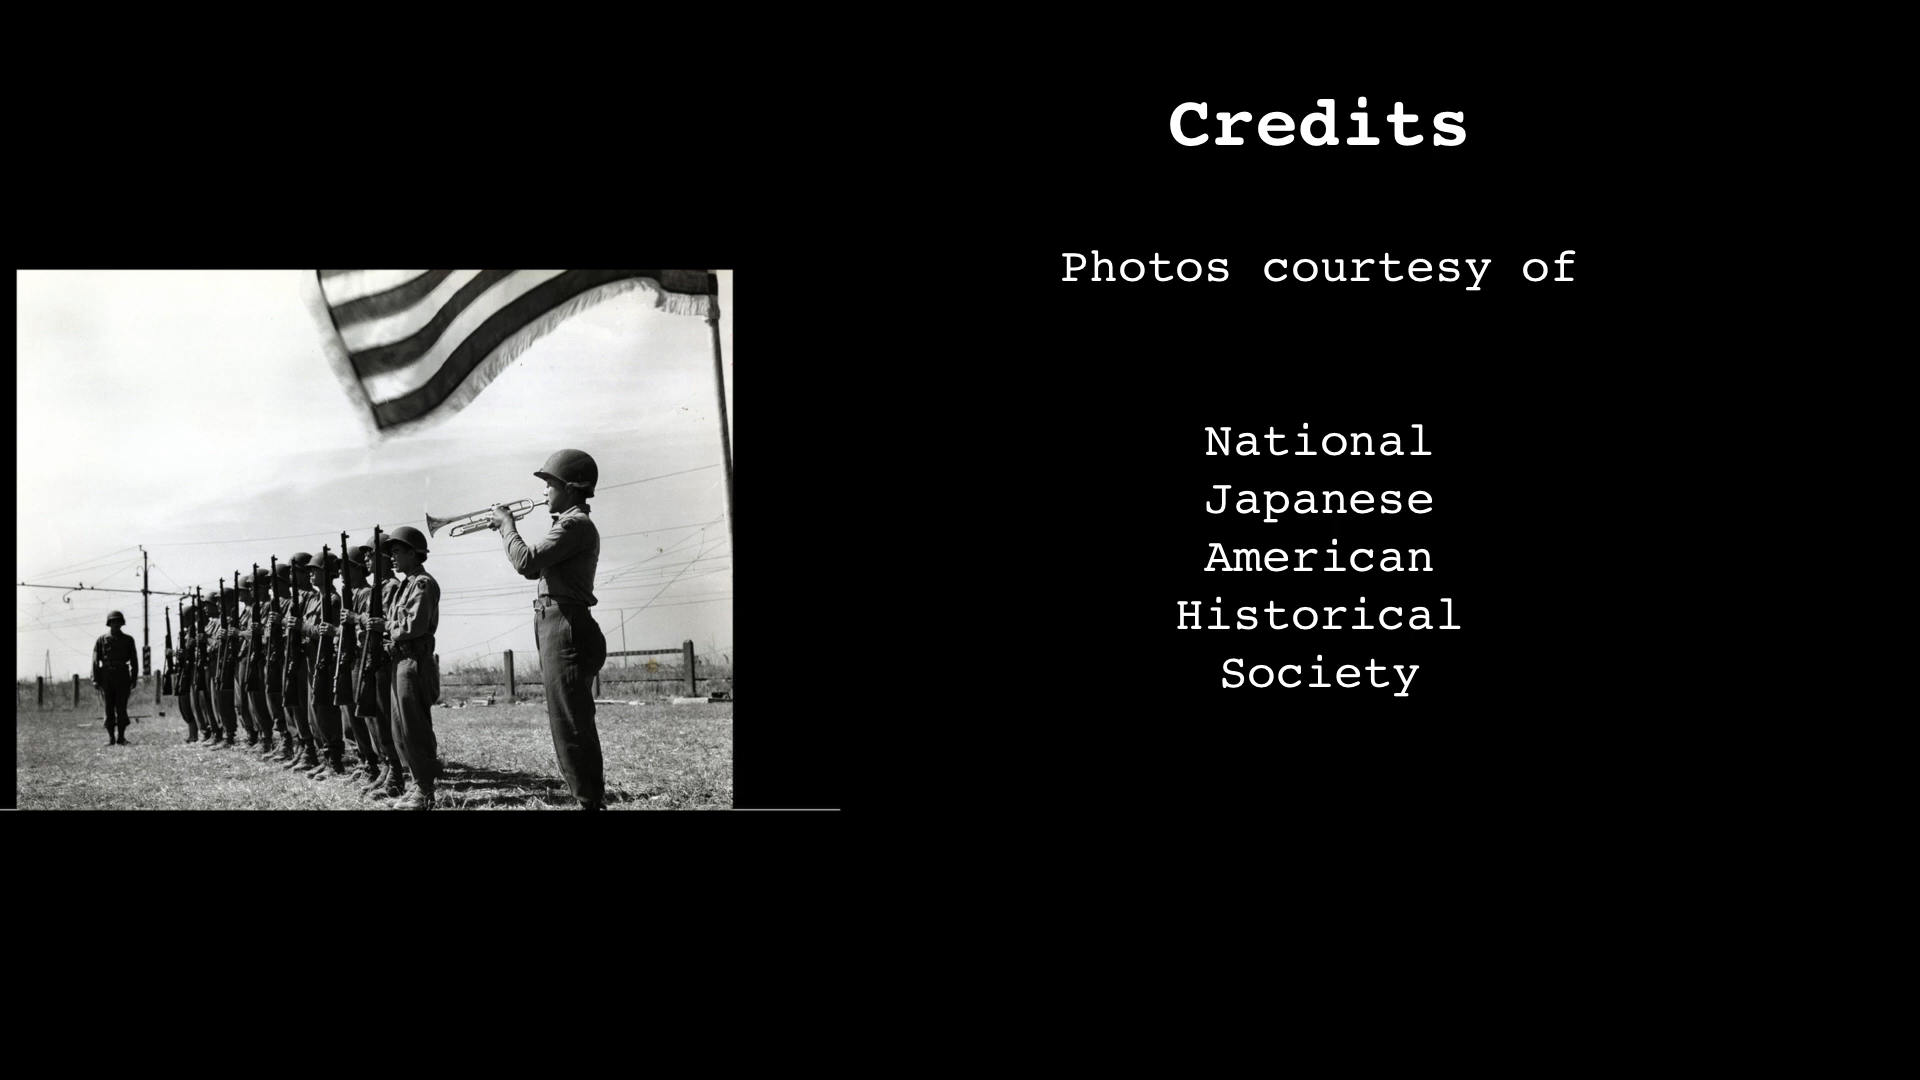 Credits
Photos courtesy of
National
Japanese
American
Historical
Society